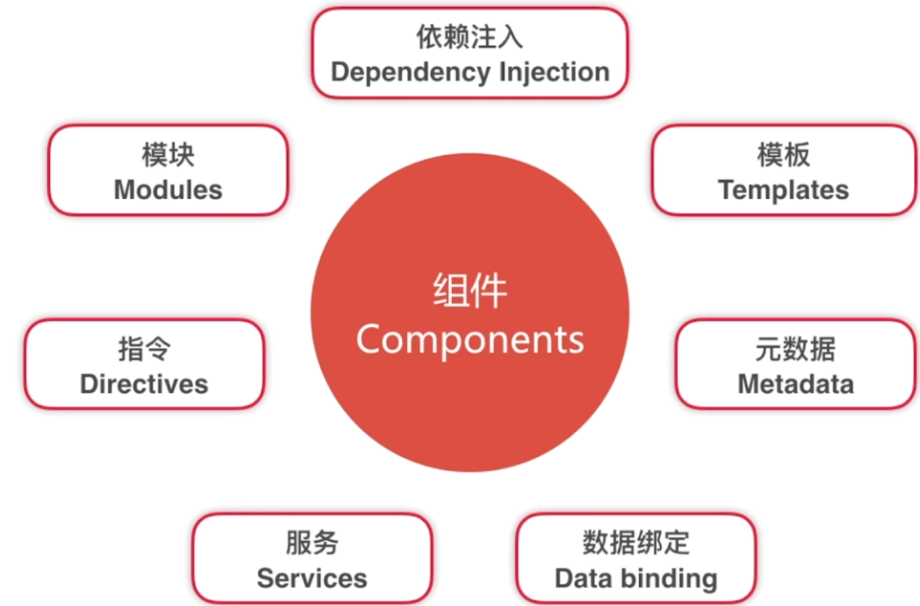 依赖注入
Dependency Injection
模块
Modules
模板
Templates
组件
Components
指令
Directives
元数据
Metadata
服务
Services
数据绑定
Data binding